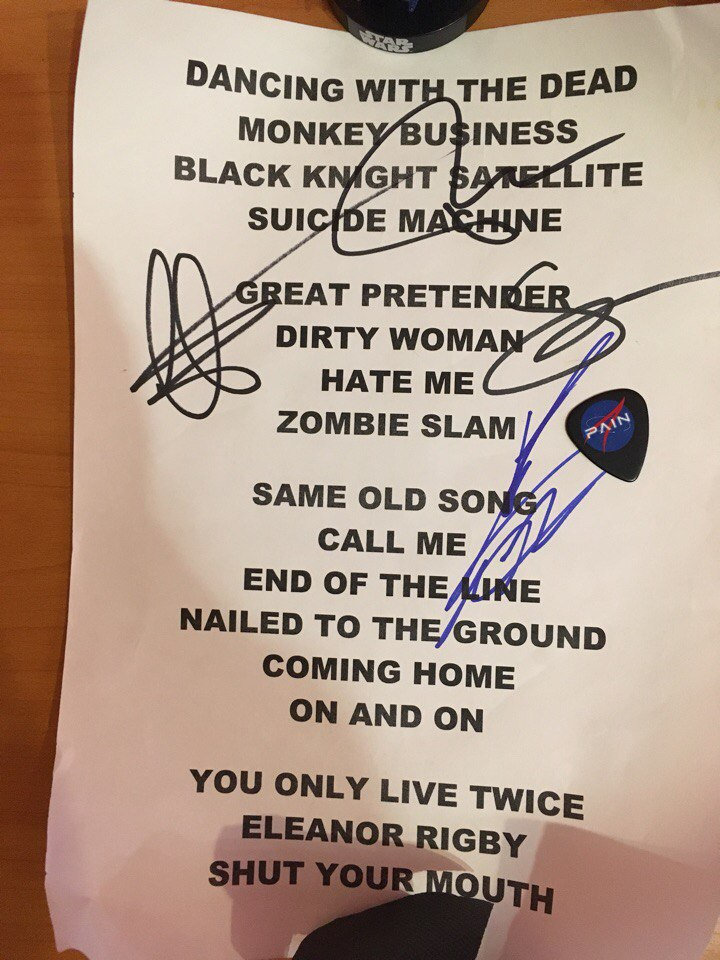 STAR
WARS
DANCING WITH THE DEAD
MONKEY BUSINESS
BLACK KNIGHT SATELLITE
SUICIDE MACHINE
GREAT PRETENDER
DIRTY WOMAN
HATE ME
ZOMBIE SLAM
PAIN
SAME OLD SONG
CALL ME
END OF THE LINE
NAILED TO THE GROUND
COMING HOME
ON AND ON
YOU ONLY LIVE TWICE
ELEANOR RIGBY
SHUT YOUR MOUTH